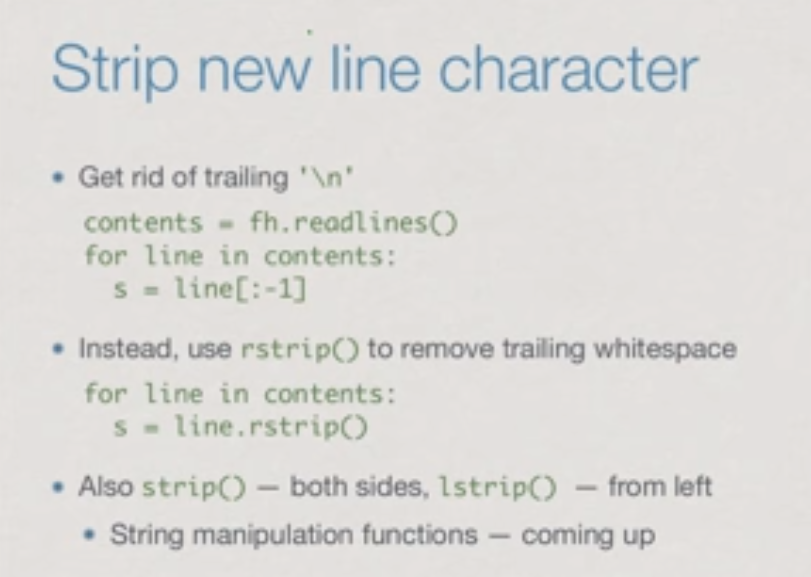 Strip new line character
• Get rid of trailing '\n'
contents = fh.readlines()
for line in contents:
  s = line[:-1]
• Instead, use rstrip() to remove trailing whitespace
for line in contents:
  s = line.rstrip()
• Also strip() — both sides, lstrip() — from left
• String manipulation functions — coming up